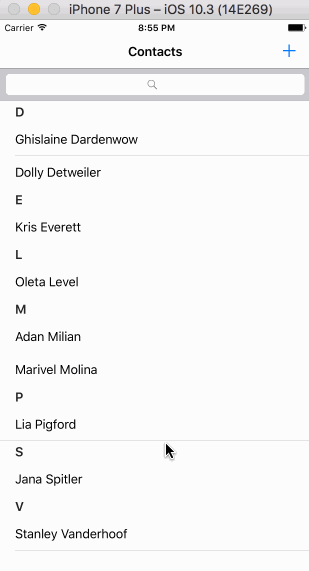 iPhone 7 Plus – iOS 10.3 (14E269)
Carrier 8:55 PM
Contacts +
D
Ghislaine Dardenwow
Dolly Detweiler
E
Kris Everett
L
Oleta Level
M
Adan Milian
Marivel Molina
P
Lia Pigford
S
Jana Spitler
V
Stanley Vanderhoof